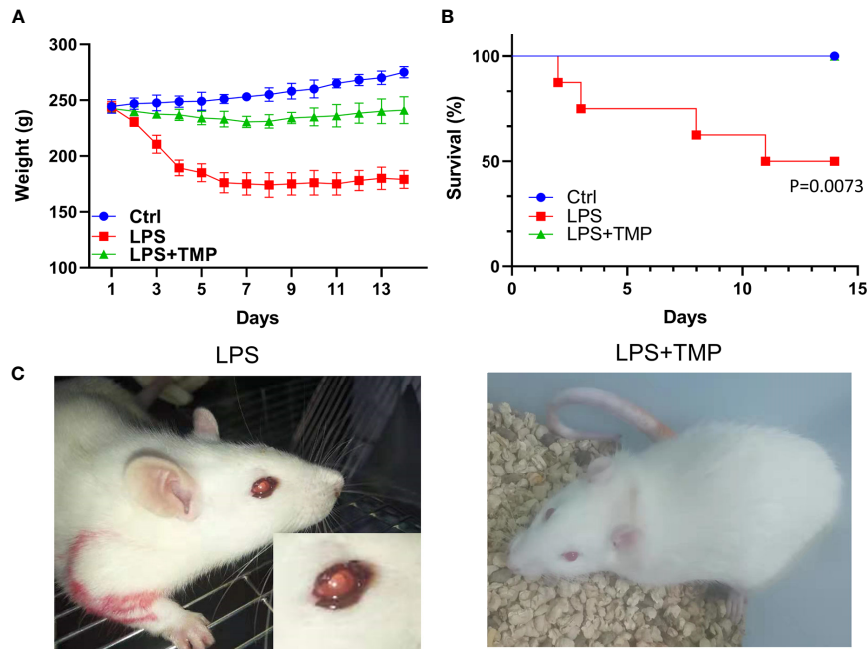 A
300
250
200
150
100
Weight (g)
Ctrl
LPS
LPS+TMP
1 3 5 7 9 11 13
Days
B
100
50
0
Survival (%)
Ctrl
LPS
LPS+TMP
P=0.0073
0 5 10 15
Days
C
LPS
LPS+TMP